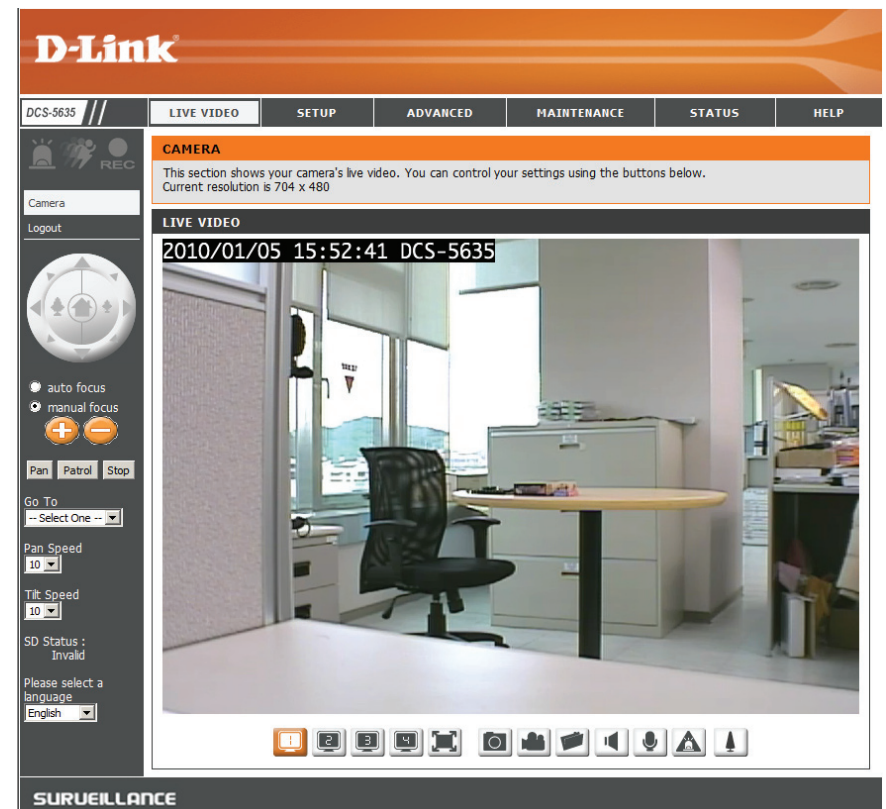 D-Link
DCS-5635
LIVE VIDEO
SETUP
ADVANCED
MAINTENANCE
STATUS
HELP
REC
CAMERA
This section shows your camera's live video. You can control your settings using the buttons below.
Current resolution is 704 x 480
Camera
Logout
LIVE VIDEO
2010/01/05 15:52:41 DCS-5635
auto focus
manual focus
Pan
Patrol
Stop
Go To
-- Select One --
Pan Speed
10
Tilt Speed
10
SD Status :
Invalid
Please select a
language
English
1
2
3
4
SURVEILLANCE